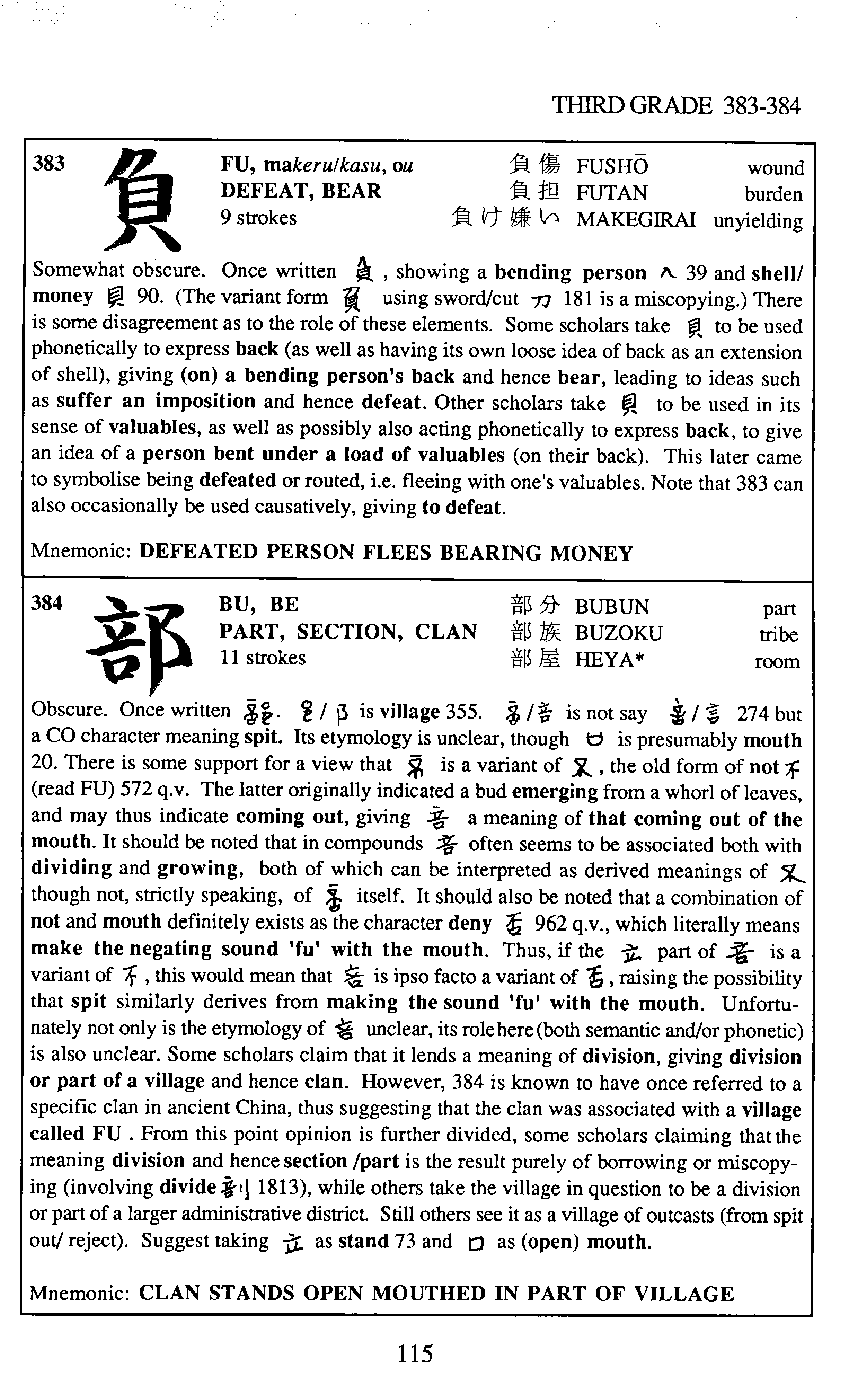 THIRD GRADE 383-384
383 負 FU, makeru/kasu, ou 負傷 FUSHŌ wound
DEFEAT, BEAR 負担 FUTAN burden
9 strokes 負け嫌い MAKEGIRAI unyielding
Somewhat obscure. Once written , showing a bending person 39 and shell/
money 90. (The variant form using sword/cut 刀 181 is a miscopying.) There
is some disagreement as to the role of these elements. Some scholars take to be used
phonetically to express back (as well as having its own loose idea of back as an extension
of shell), giving (on) a bending person's back and hence bear, leading to ideas such
as suffer an imposition and hence defeat. Other scholars take to be used in its
sense of valuables, as well as possibly also acting phonetically to express back, to give
an idea of a person bent under a load of valuables (on their back). This later came
to symbolise being defeated or routed, i.e. fleeing with one's valuables. Note that 383 can
also occasionally be used causatively, giving to defeat.
Mnemonic: DEFEATED PERSON FLEES BEARING MONEY
384 部 BU, BE 部分 BUBUN part
PART, SECTION, CLAN 部族 BUZOKU tribe
11 strokes 部屋 HEYA* room
Obscure. Once written . / 阝 is village 355. / is not say / 言 274 but
a CO character meaning spit. Its etymology is unclear, though is presumably mouth
20. There is some support for a view that is a variant of , the old form of not 不
(read FU) 572 q.v. The latter originally indicated a bud emerging from a whorl of leaves,
and may thus indicate coming out, giving a meaning of that coming out of the
mouth. It should be noted that in compounds often seems to be associated both with
dividing and growing, both of which can be interpreted as derived meanings of
though not, strictly speaking, of itself. It should also be noted that a combination of
not and mouth definitely exists as the character deny 否 962 q.v., which literally means
make the negating sound 'fu' with the mouth. Thus, if the 立 part of is a
variant of 不 , this would mean that is ipso facto a variant of 否 , raising the possibility
that spit similarly derives from making the sound 'fu' with the mouth. Unfortu-
nately not only is the etymology of unclear, its role here (both semantic and/or phonetic)
is also unclear. Some scholars claim that it lends a meaning of division, giving division
or part of a village and hence clan. However, 384 is known to have once referred to a
specific clan in ancient China, thus suggesting that the clan was associated with a village
called FU . From this point opinion is further divided, some scholars claiming that the
meaning division and hence section /part is the result purely of borrowing or miscopy-
ing (involving divide 剖 1813), while others take the village in question to be a division
or part of a larger administrative district. Still others see it as a village of outcasts (from spit
out/ reject). Suggest taking 立 as stand 73 and 口 as (open) mouth.
Mnemonic: CLAN STANDS OPEN MOUTHED IN PART OF VILLAGE
115